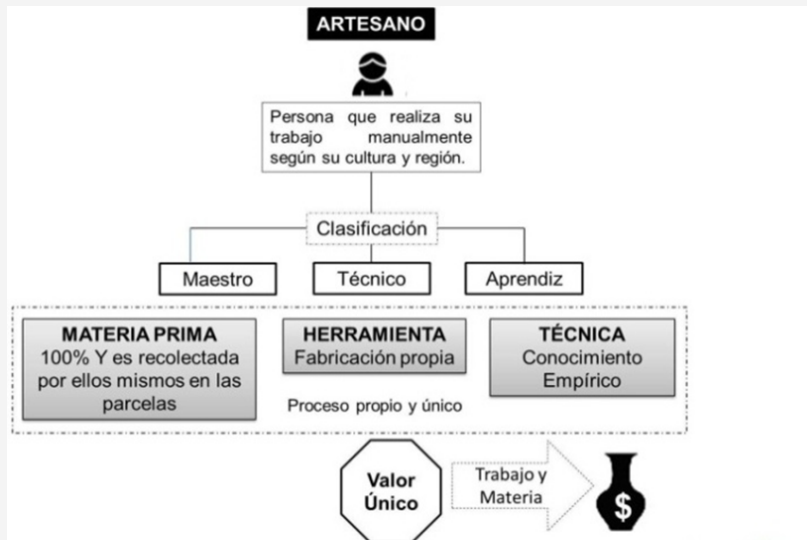 ARTESANO
Persona que realiza su
trabajo manualmente
según su cultura y región.
Clasificación
Maestro
Técnico
Aprendiz
MATERIA PRIMA
100% Y es recolectada
por ellos mismos en las
parcelas
HERRAMIENTA
Fabricación propia
TÉCNICA
Conocimiento
Empírico
Proceso propio y único
Valor
Único
Trabajo y
Materia
$